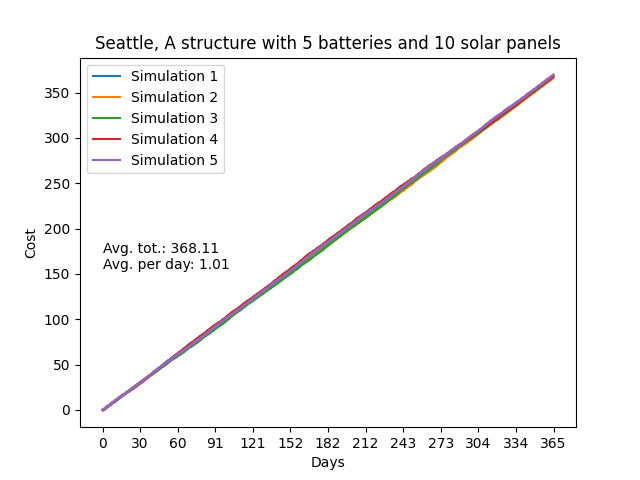 Seattle, A structure with 5 batteries and 10 solar panels
Simulation 1
Simulation 2
Simulation 3
Simulation 4
Simulation 5
Avg. tot.: 368.11
Avg. per day: 1.01
Cost
350
300
250
200
150
100
50
0
0 30 60 91 121 152 182 212 243 273 304 334 365
Days